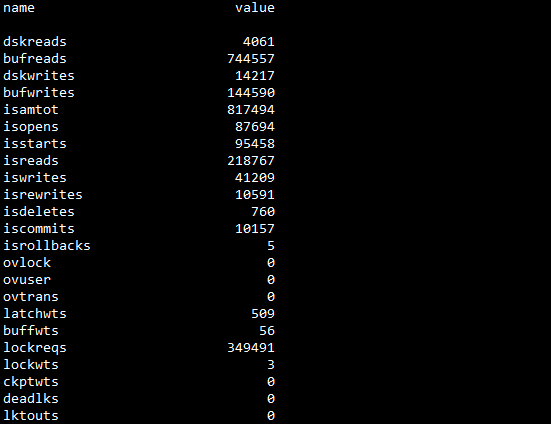 name value
dskreads 4061
bufreads 744557
dskwrites 14217
bufwrites 144590
isamtot 817494
isopens 87694
isstarts 95458
isreads 218767
iswrites 41209
isrewrites 10591
isdeletes 760
iscommits 10157
isrollbacks 5
ovlock 0
ovuser 0
ovtrans 0
latchwts 509
buffwts 56
lockreqs 349491
lockwts 3
ckptwts 0
deadlks 0
lktouts 0